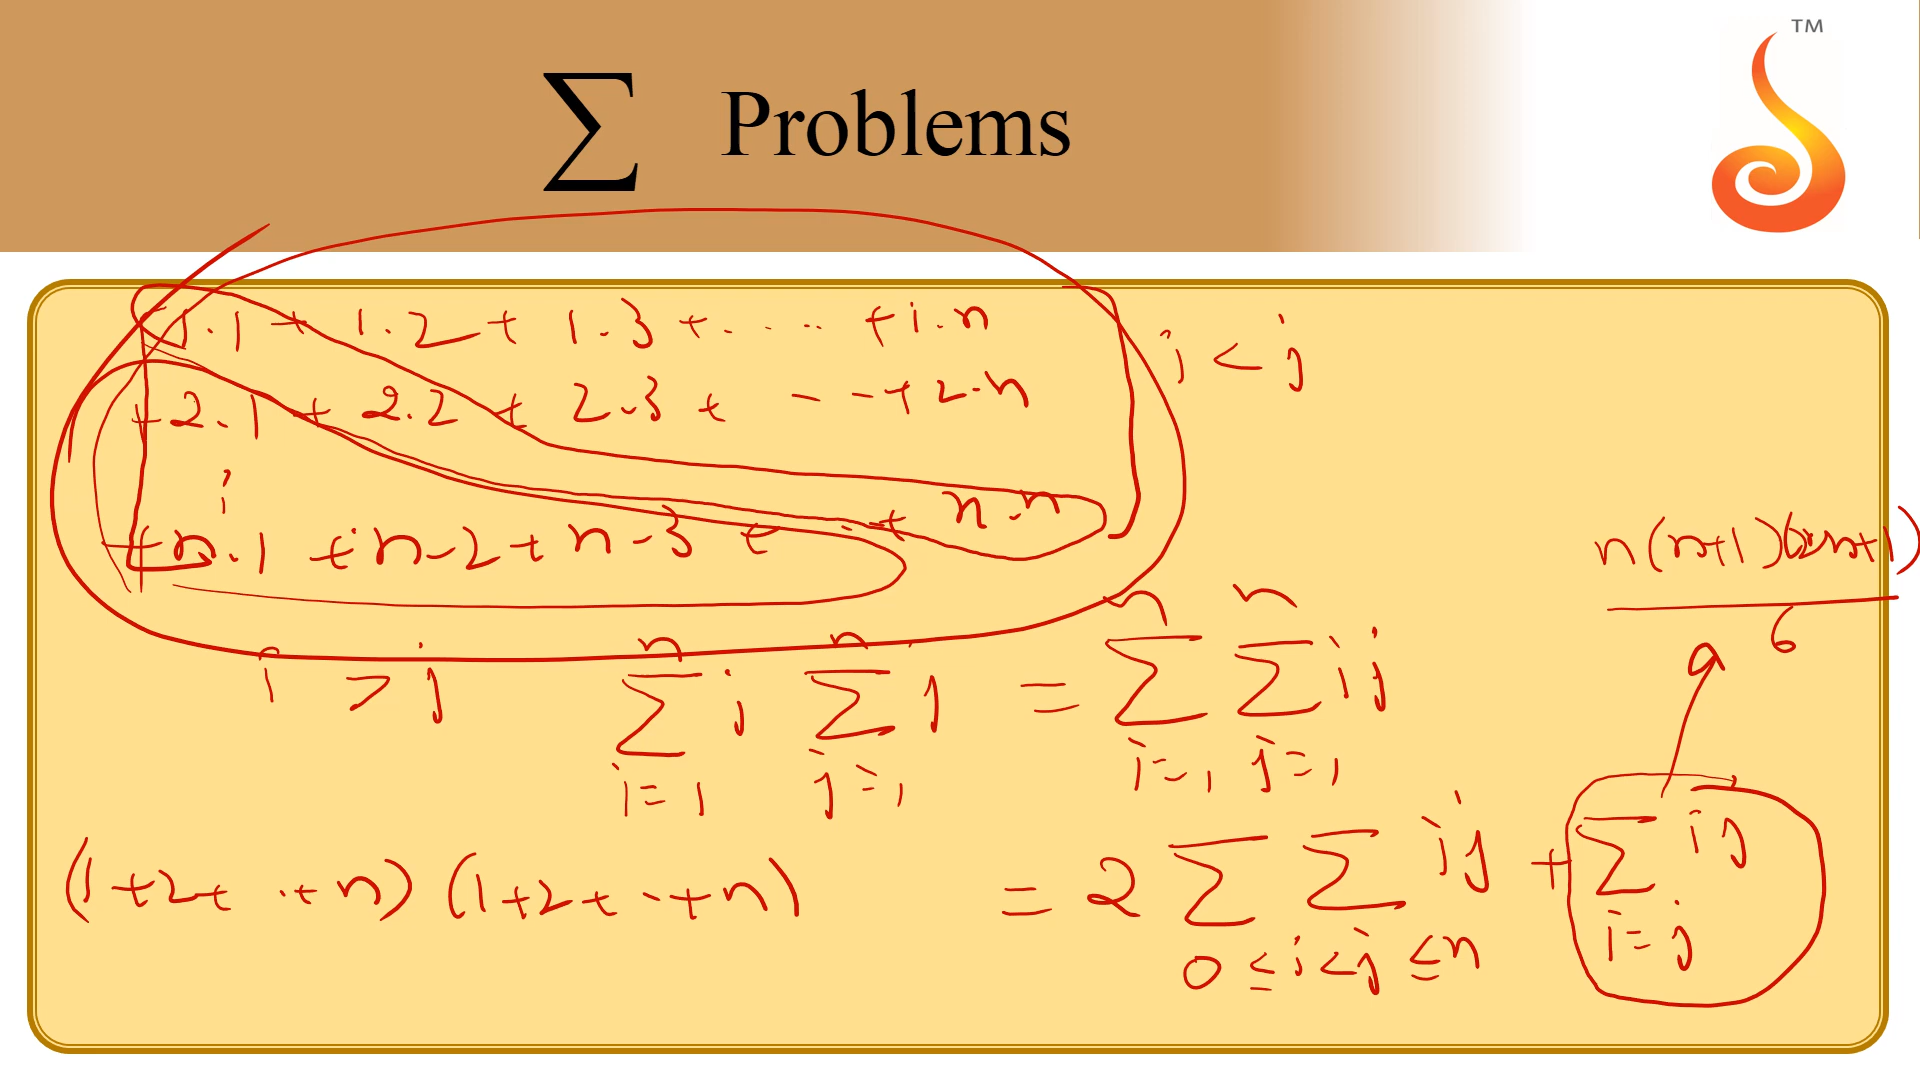 TM
∑ Problems
1.1 + 1.2 + 1.3 + . ... + 1.n
i < j
+ 2.1 + 2.2 + 2.3 + - - + 2.n
+ n.1 + n.2 + n.3 + .. + n.n
n(n+1)(2n+1)
6
i > j
n n n n
∑ i ∑ j = ∑ ∑ ij
i=1 j=1 i=1 j=1
(1+2+ ..+n) (1+2+ ..+n) = 2 ∑ ∑ ij + ∑ ij
0 ≤ i < j ≤ n i=j